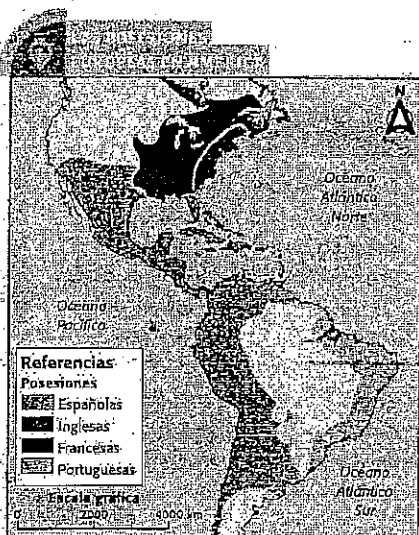 N
Océano
Atlántico
Norte
Océano
Pacífico
Referencias
Posesiones
Españolas
Inglesas
Francesas
Portuguesas
Escala gráfica
0 2000 4000 km
Océano
Atlántico
Sur